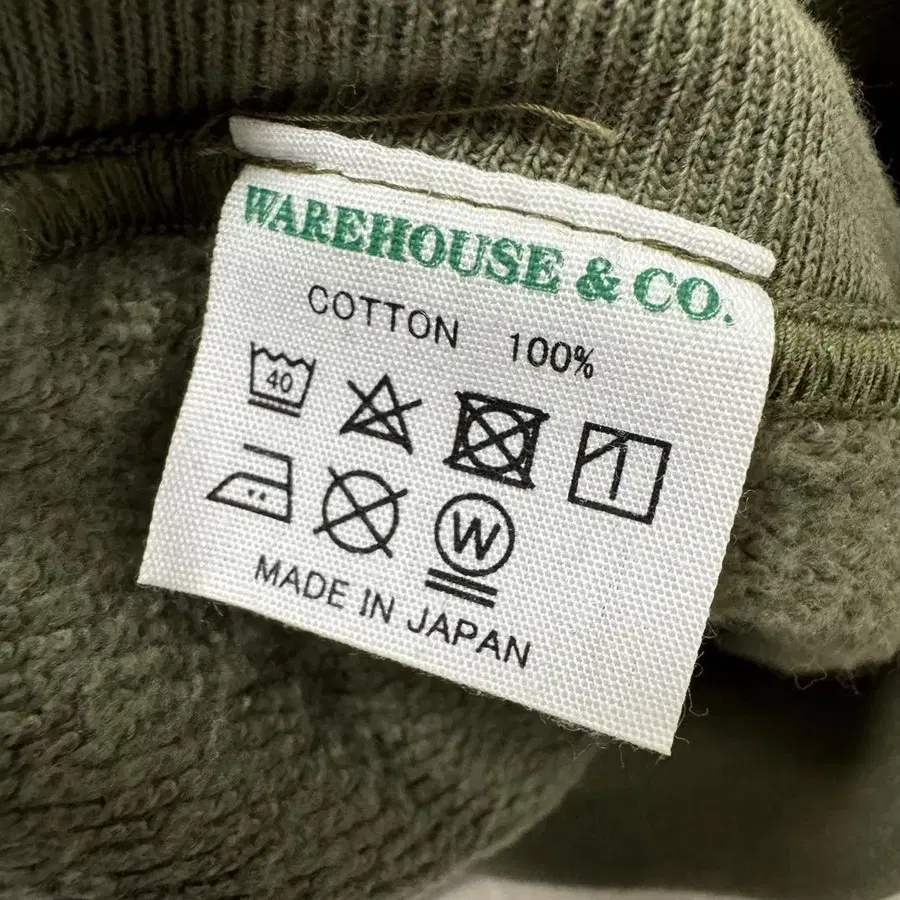 WAREHOUSE & CO.
COTTON 100%
40
W
MADE IN JAPAN